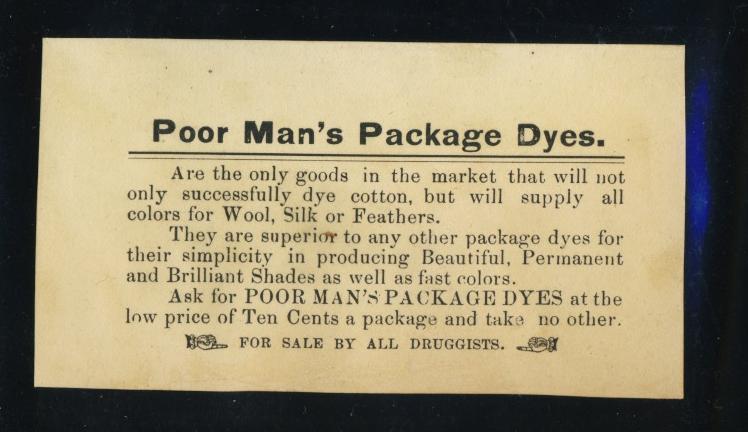 Poor Man's Package Dyes.
Are the only goods in the market that will not
only successfully dye cotton, but will supply all
colors for Wool, Silk or Feathers.
They are superior to any other package dyes for
their simplicity in producing Beautiful, Permanent
and Brilliant Shades as well as fast colors.
Ask for POOR MAN'S PACKAGE DYES at the
low price of Ten Cents a package and take no other.
FOR SALE BY ALL DRUGGISTS.